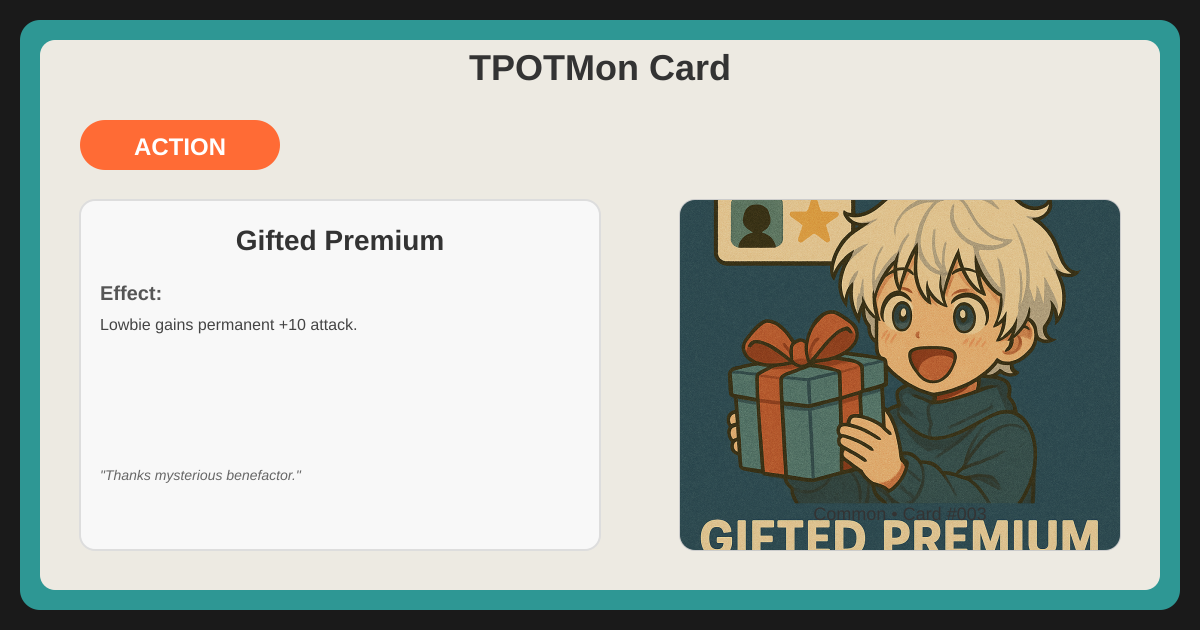 TPOTMon Card
ACTION
Gifted Premium
Effect:
Lowbie gains permanent +10 attack.
"Thanks mysterious benefactor."
Common • Card #003
GIFTED PREMIUM